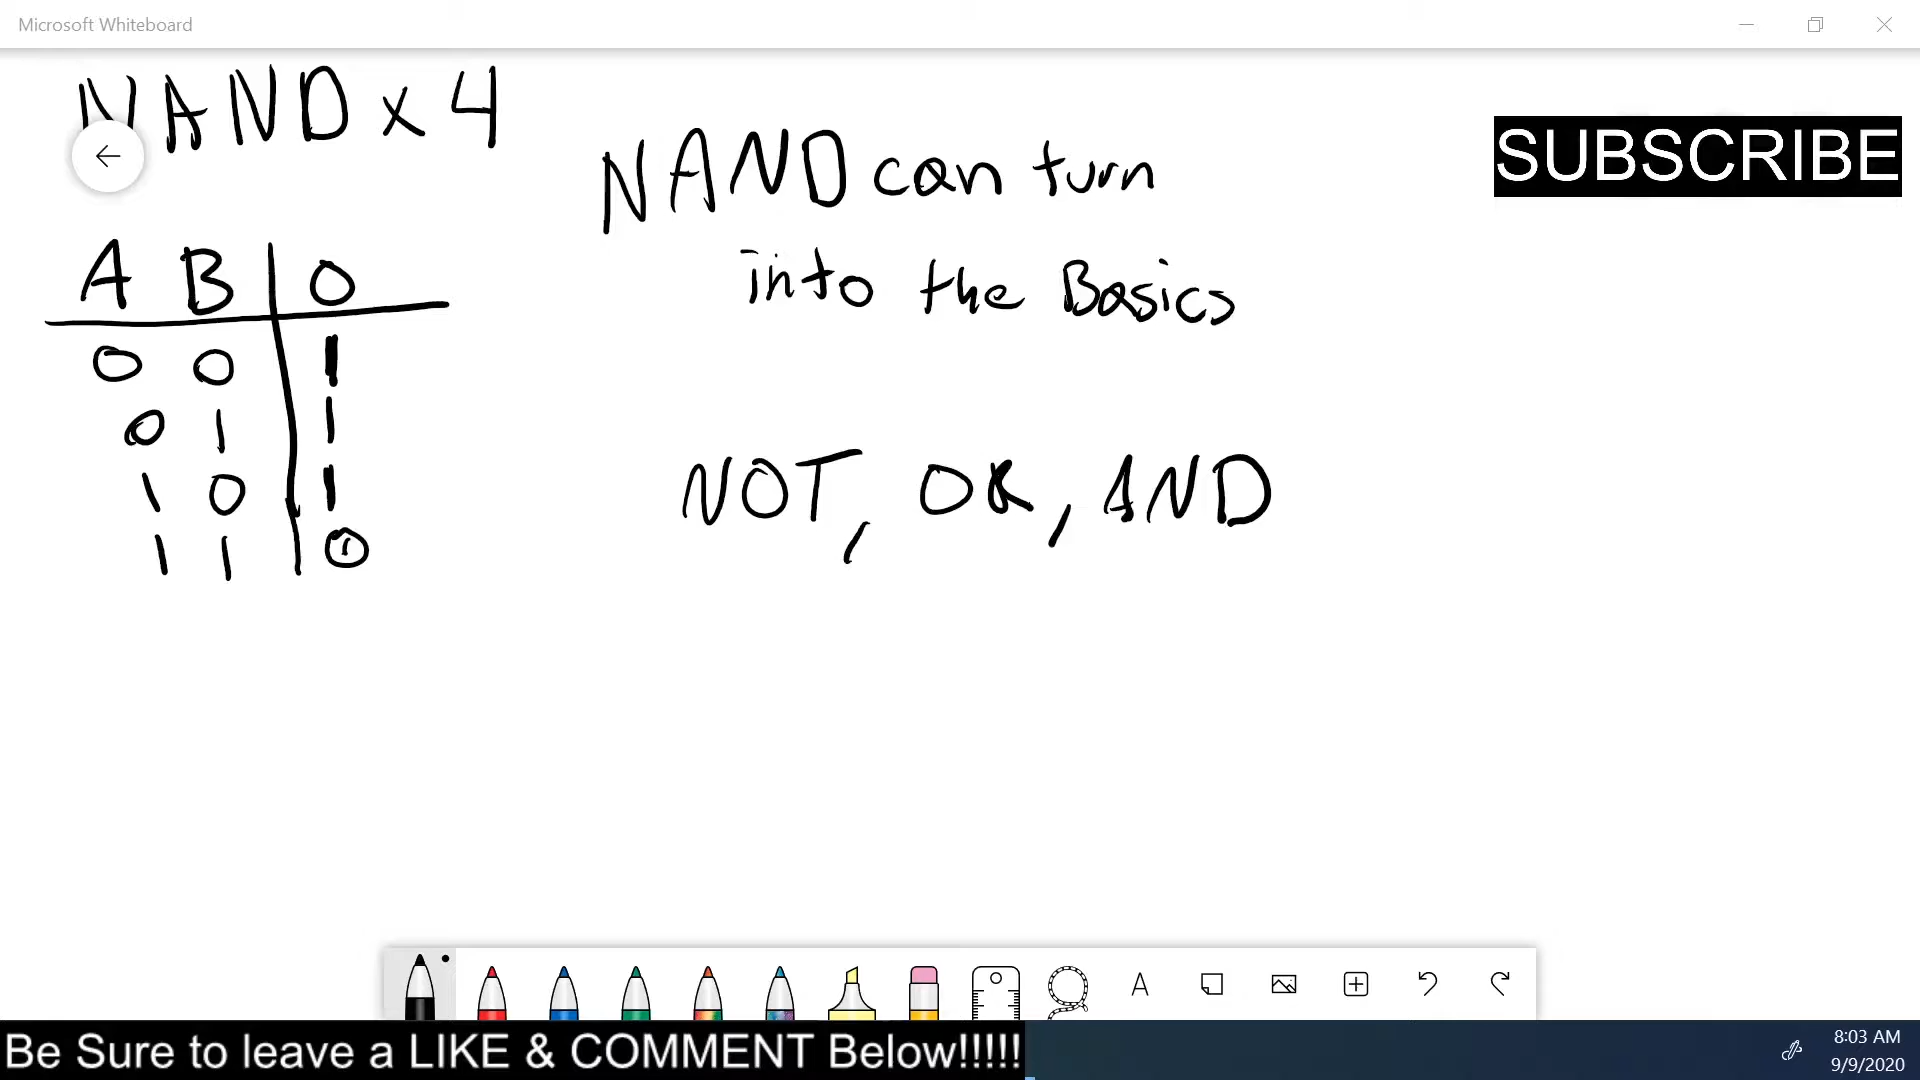 Microsoft Whiteboard
NAND x 4
SUBSCRIBE
NAND can turn
into the Basics
A B O
0 0 1
0 1 1
1 0 1
1 1 0
NOT, OR, AND
A
Be Sure to leave a LIKE & COMMENT Below!!!!!
8:03 AM
9/9/2020